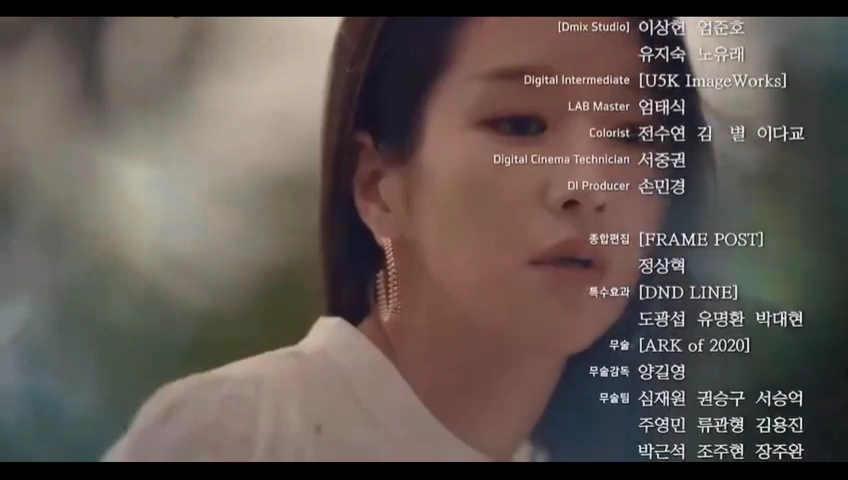 [Dmix Studio] 이상헌 엄준호
유지숙 노유래
Digital Intermediate [U5K ImageWorks]
LAB Master 엄태식
Colorist 전수연 김 별 이다교
Digital Cinema Technician 서중권
DI Producer 손민경
종합편집 [FRAME POST]
정상혁
특수효과 [DND LINE]
도광섭 유명환 박대현
무술 [ARK of 2020]
무술감독 양길영
무술팀 심재원 권승구 서승억
주영민 류관형 김용진
박근석 조주현 장주완